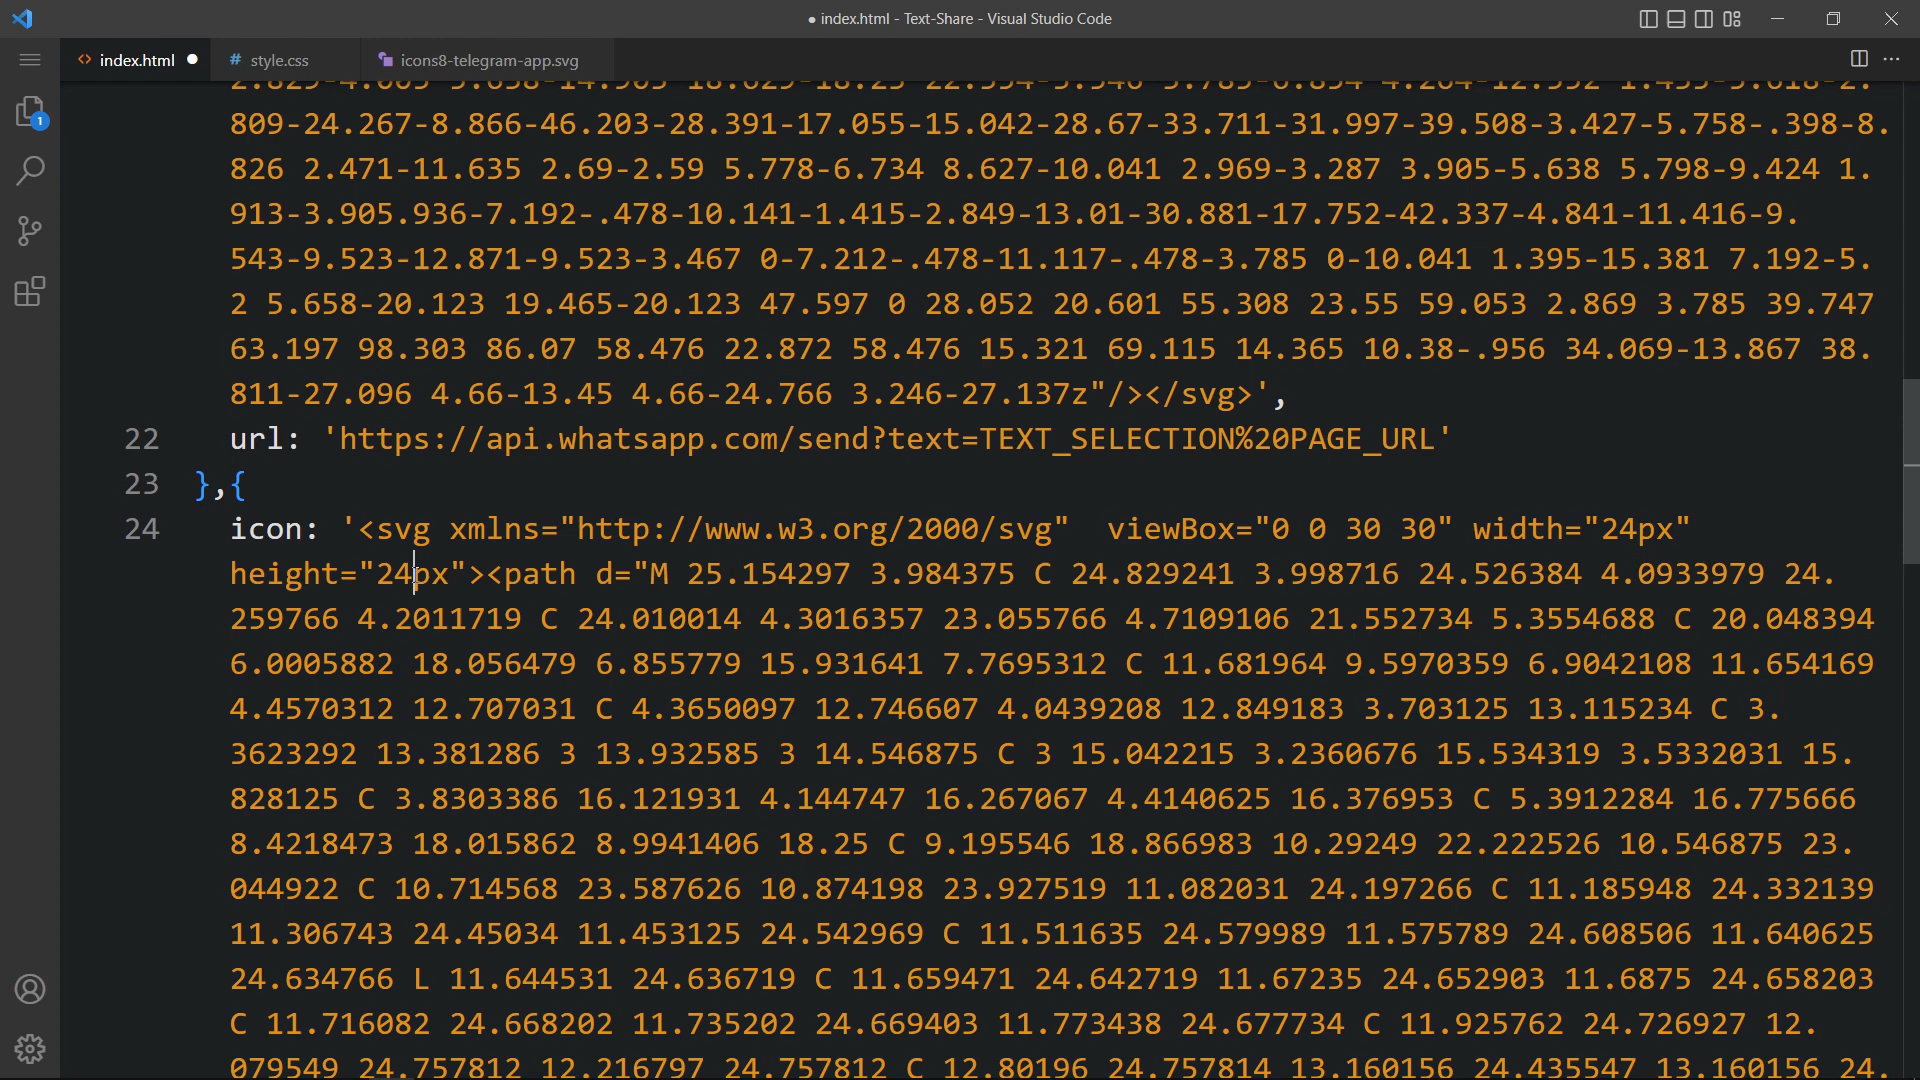 ● index.html - Text-Share - Visual Studio Code
<> index.html ●
# style.css
icons8-telegram-app.svg
1
809-24.267-8.866-46.203-28.391-17.055-15.042-28.67-33.711-31.997-39.508-3.427-5.758-.398-8.
826 2.471-11.635 2.69-2.59 5.778-6.734 8.627-10.041 2.969-3.287 3.905-5.638 5.798-9.424 1.
913-3.905.936-7.192-.478-10.141-1.415-2.849-13.01-30.881-17.752-42.337-4.841-11.416-9.
543-9.523-12.871-9.523-3.467 0-7.212-.478-11.117-.478-3.785 0-10.041 1.395-15.381 7.192-5.
2 5.658-20.123 19.465-20.123 47.597 0 28.052 20.601 55.308 23.55 59.053 2.869 3.785 39.747
63.197 98.303 86.07 58.476 22.872 58.476 15.321 69.115 14.365 10.38-.956 34.069-13.867 38.
811-27.096 4.66-13.45 4.66-24.766 3.246-27.137z"/></svg>',
22 url: 'https://api.whatsapp.com/send?text=TEXT_SELECTION%20PAGE_URL'
23 },{
24 icon: '<svg xmlns="http://www.w3.org/2000/svg"  viewBox="0 0 30 30" width="24px"
height="24px"><path d="M 25.154297 3.984375 C 24.829241 3.998716 24.526384 4.0933979 24.
259766 4.2011719 C 24.010014 4.3016357 23.055766 4.7109106 21.552734 5.3554688 C 20.048394
6.0005882 18.056479 6.855779 15.931641 7.7695312 C 11.681964 9.5970359 6.9042108 11.654169
4.4570312 12.707031 C 4.3650097 12.746607 4.0439208 12.849183 3.703125 13.115234 C 3.
3623292 13.381286 3 13.932585 3 14.546875 C 3 15.042215 3.2360676 15.534319 3.5332031 15.
828125 C 3.8303386 16.121931 4.144747 16.267067 4.4140625 16.376953 C 5.3912284 16.775666
8.4218473 18.015862 8.9941406 18.25 C 9.195546 18.866983 10.29249 22.222526 10.546875 23.
044922 C 10.714568 23.587626 10.874198 23.927519 11.082031 24.197266 C 11.185948 24.332139
11.306743 24.45034 11.453125 24.542969 C 11.511635 24.579989 11.575789 24.608506 11.640625
24.634766 L 11.644531 24.636719 C 11.659471 24.642719 11.67235 24.652903 11.6875 24.658203
C 11.716082 24.668202 11.735202 24.669403 11.773438 24.677734 C 11.925762 24.726927 12.
079549 24.757812 12.216797 24.757812 C 12.80196 24.757814 13.160156 24.435547 13.160156 24.